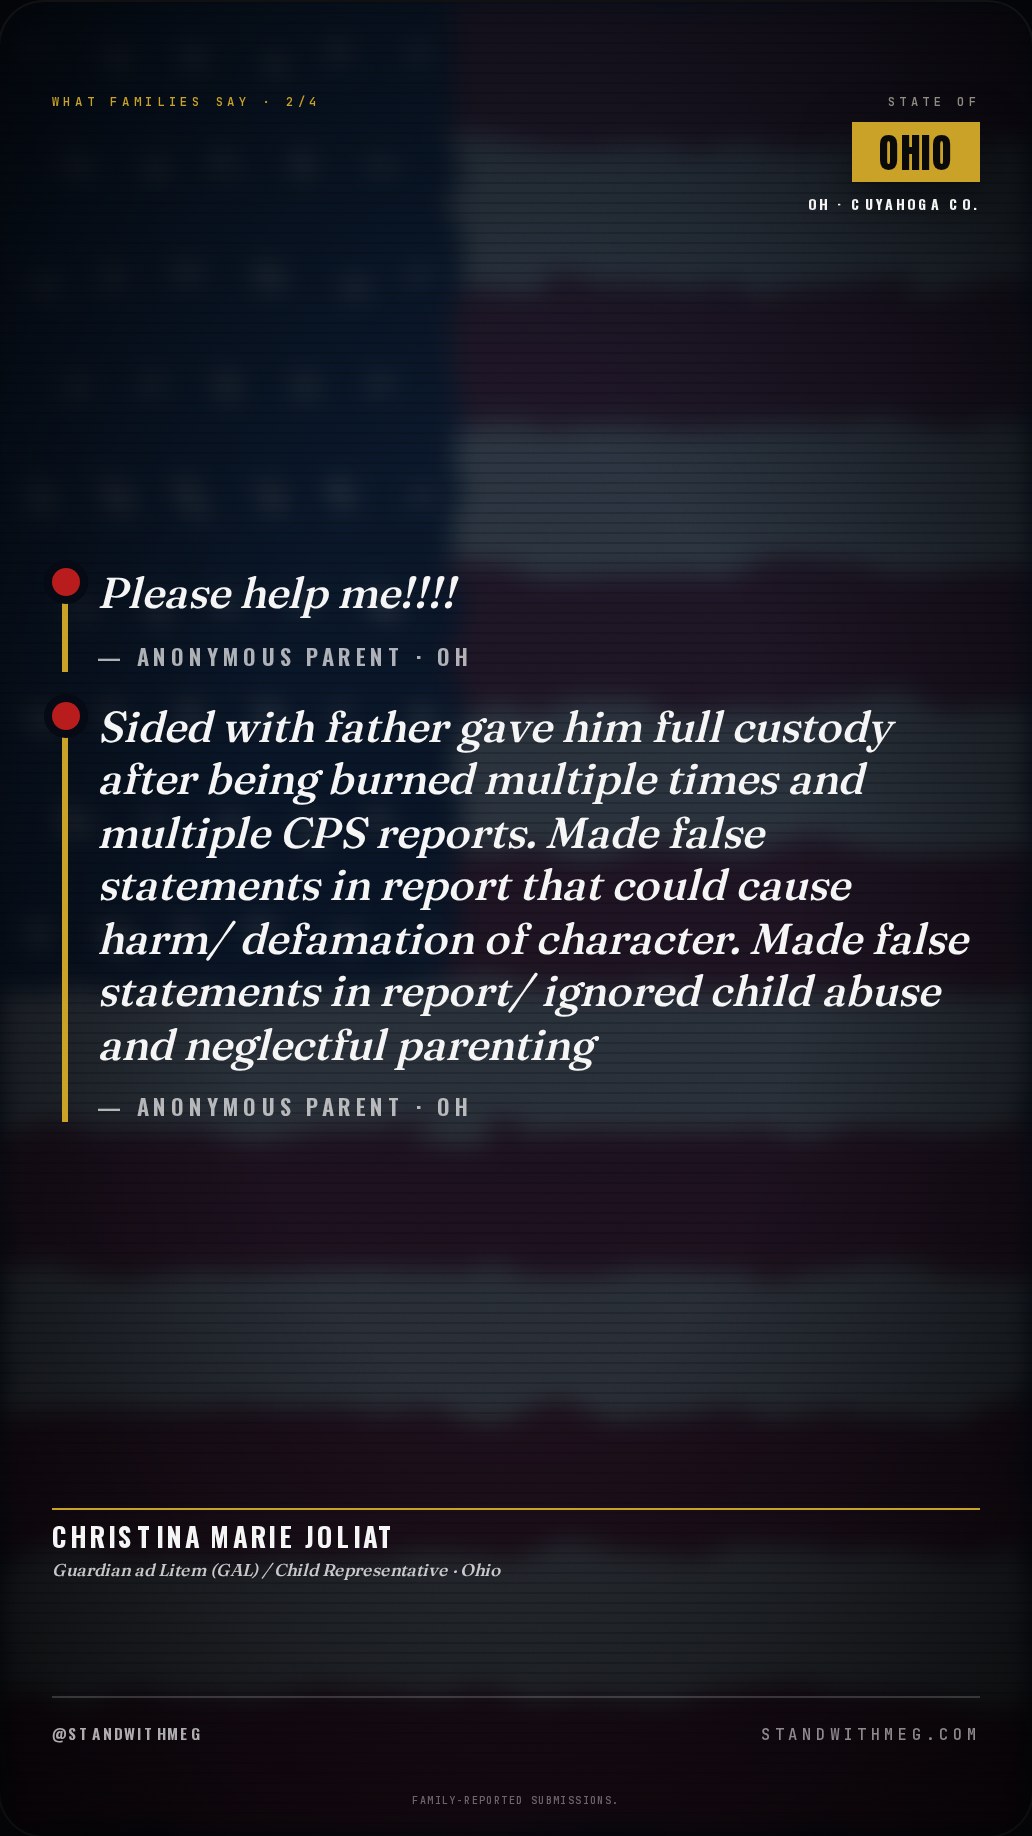 WHAT FAMILIES SAY · 2/4
STATE OF
OHIO
OH · CUYAHOGA CO.
Please help me!!!!
— ANONYMOUS PARENT · OH
Sided with father gave him full custody
after being burned multiple times and
multiple CPS reports. Made false
statements in report that could cause
harm/ defamation of character. Made false
statements in report/ ignored child abuse
and neglectful parenting
— ANONYMOUS PARENT · OH
CHRISTINA MARIE JOLIAT
Guardian ad Litem (GAL) / Child Representative · Ohio
@STANDWITHMEG
STANDWITHMEG.COM
FAMILY-REPORTED SUBMISSIONS.